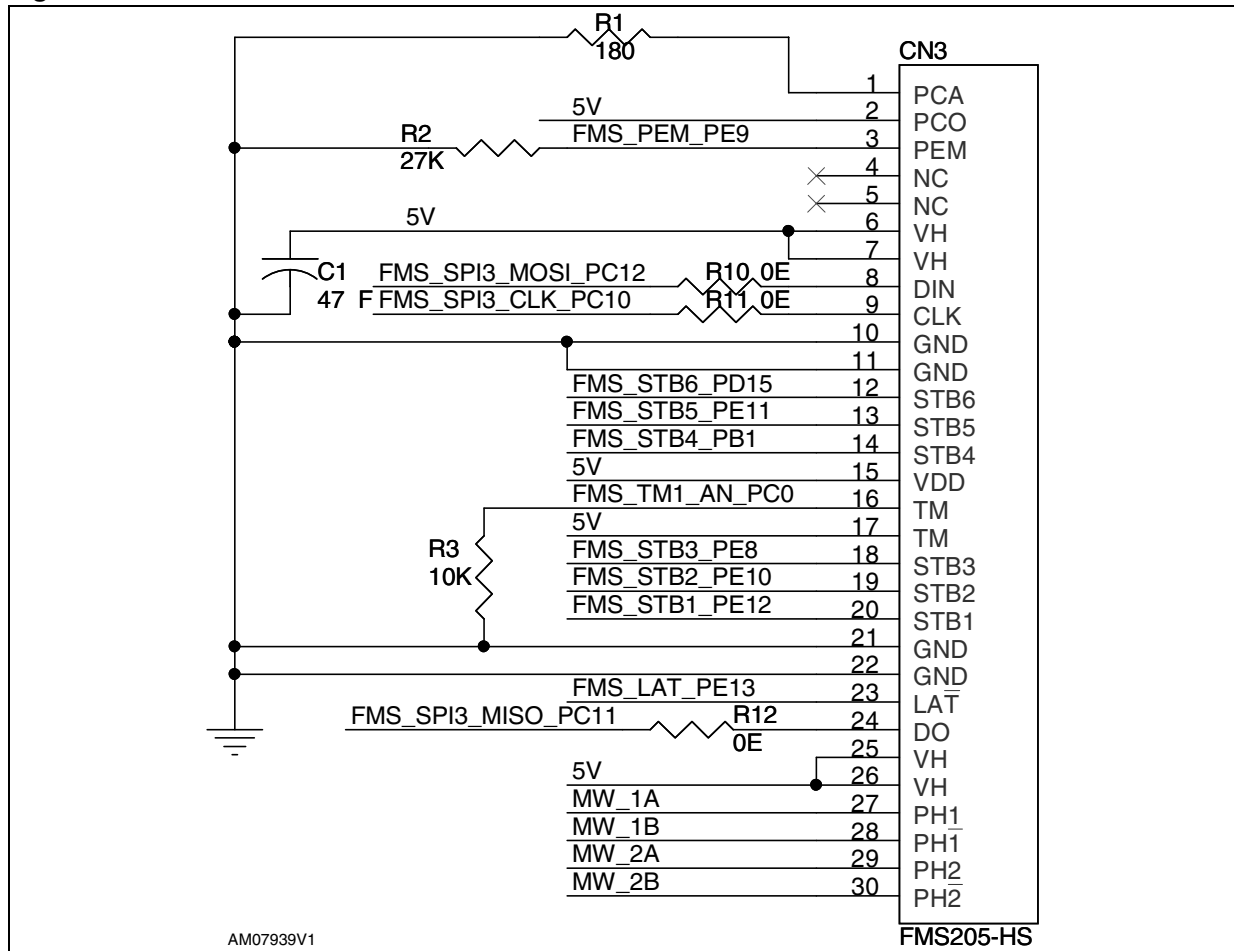 R1
180
CN3
1 PCA
5V 2 PCO
R2
27K
FMS_PEM_PE9 3 PEM
4 NC
5 NC
5V 6 VH
7 VH
C1
47 F
FMS_SPI3_MOSI_PC12 R10 0E 8 DIN
FMS_SPI3_CLK_PC10 R11 0E 9 CLK
10 GND
11 GND
FMS_STB6_PD15 12 STB6
FMS_STB5_PE11 13 STB5
FMS_STB4_PB1 14 STB4
5V 15 VDD
FMS_TM1_AN_PC0 16 TM
5V 17 TM
R3
10K
FMS_STB3_PE8 18 STB3
FMS_STB2_PE10 19 STB2
FMS_STB1_PE12 20 STB1
21 GND
22 GND
FMS_LAT_PE13 23 LAT̅
FMS_SPI3_MISO_PC11 R12 0E 24 DO
25 VH
5V 26 VH
MW_1A 27 PH1
MW_1B 28 PH1̅
MW_2A 29 PH2
MW_2B 30 PH2̅
AM07939V1
FMS205-HS